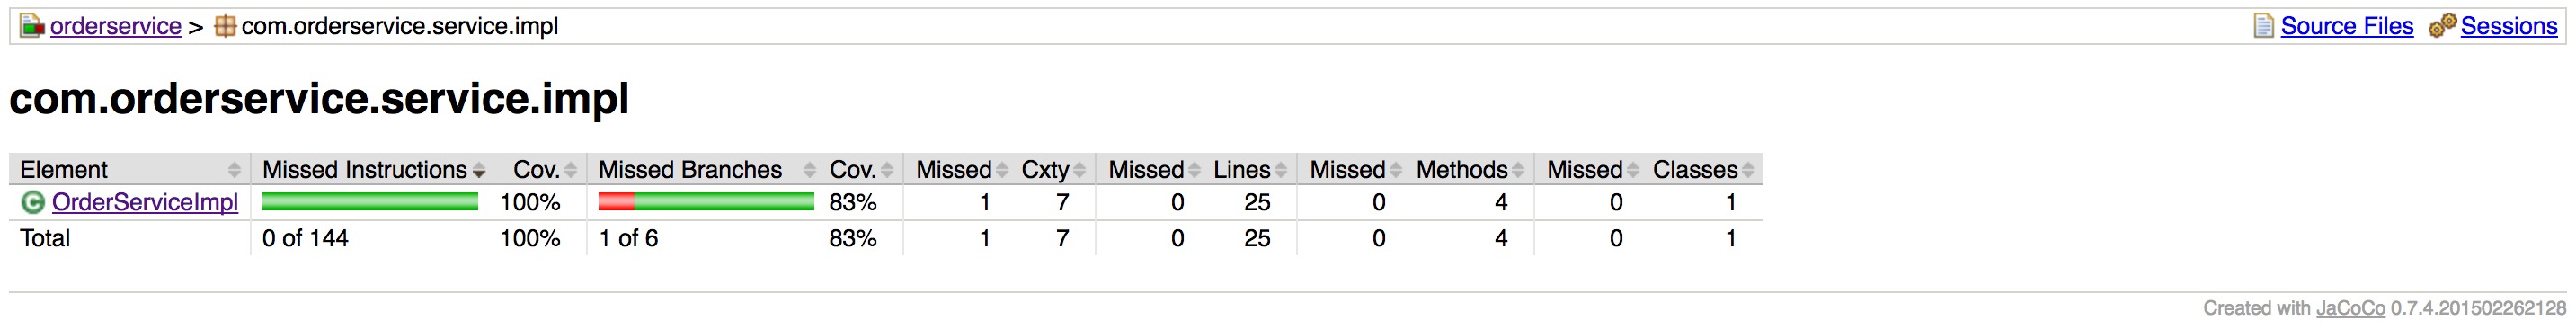 orderservice > com.orderservice.service.impl Source Files Sessions
com.orderservice.service.impl
Element Missed Instructions Cov. Missed Branches Cov. Missed Cxty Missed Lines Missed Methods Missed Classes
C OrderServiceImpl 100% 83% 1 7 0 25 0 4 0 1
Total 0 of 144 100% 1 of 6 83% 1 7 0 25 0 4 0 1
Created with JaCoCo 0.7.4.201502262128